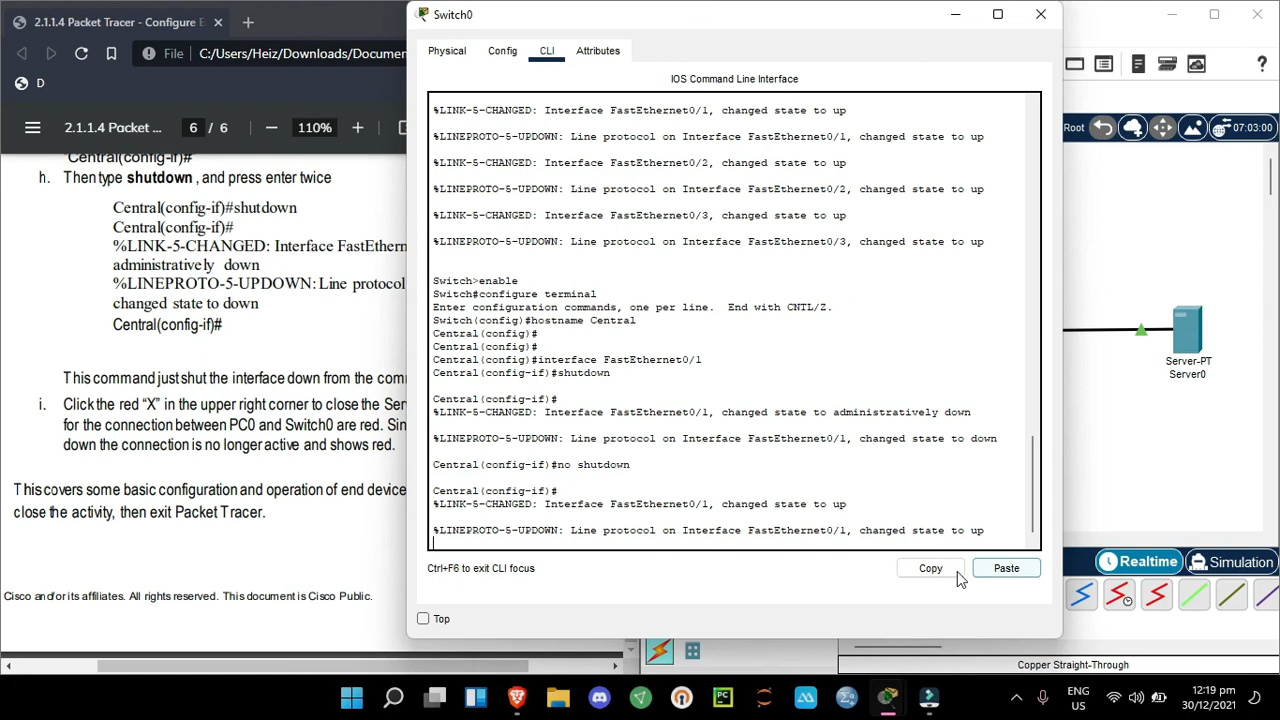 2.1.1.4 Packet Tracer - Configure E
File
C:/Users/Heiz/Downloads/Documen
D
2.1.1.4 Packet ...
6 / 6
110%
Central(config-if)#
h. Then type shutdown , and press enter twice
Central(config-if)#shutdown
Central(config-if)#
%LINK-5-CHANGED: Interface FastEthern
administratively down
%LINEPROTO-5-UPDOWN: Line protocol
changed state to down
Central(config-if)#
This command just shut the interface down from the com
i. Click the red “X” in the upper right corner to close the Ser
for the connection between PC0 and Switch0 are red. Sin
down the connection is no longer active and shows red.
This covers some basic configuration and operation of end device
close the activity, then exit Packet Tracer.
Cisco and/or its affiliates. All rights reserved. This document is Cisco Public.
Switch0
Physical
Config
CLI
Attributes
IOS Command Line Interface
%LINK-5-CHANGED: Interface FastEthernet0/1, changed state to up
%LINEPROTO-5-UPDOWN: Line protocol on Interface FastEthernet0/1, changed state to up
%LINK-5-CHANGED: Interface FastEthernet0/2, changed state to up
%LINEPROTO-5-UPDOWN: Line protocol on Interface FastEthernet0/2, changed state to up
%LINK-5-CHANGED: Interface FastEthernet0/3, changed state to up
%LINEPROTO-5-UPDOWN: Line protocol on Interface FastEthernet0/3, changed state to up
Switch>enable
Switch#configure terminal
Enter configuration commands, one per line. End with CNTL/Z.
Switch(config)#hostname Central
Central(config)#
Central(config)#
Central(config)#interface FastEthernet0/1
Central(config-if)#shutdown
Central(config-if)#
%LINK-5-CHANGED: Interface FastEthernet0/1, changed state to administratively down
%LINEPROTO-5-UPDOWN: Line protocol on Interface FastEthernet0/1, changed state to down
Central(config-if)#no shutdown
Central(config-if)#
%LINK-5-CHANGED: Interface FastEthernet0/1, changed state to up
%LINEPROTO-5-UPDOWN: Line protocol on Interface FastEthernet0/1, changed state to up
Ctrl+F6 to exit CLI focus
Copy
Paste
Top
?
Root
07:03:00
Server-PT
Server0
Realtime
Simulation
Copper Straight-Through
PC
ENG
US
12:19 pm
30/12/2021